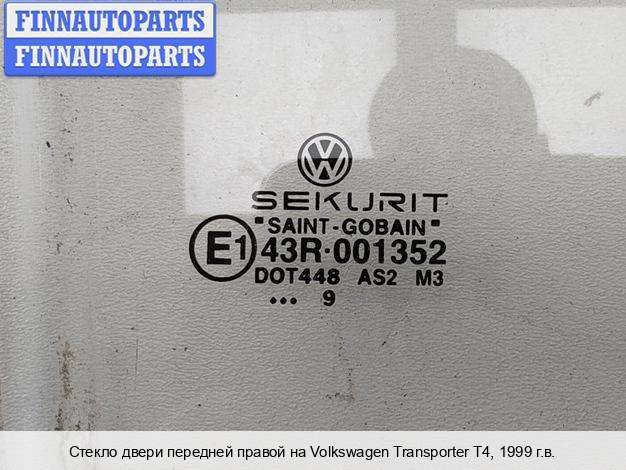 FINNAUTOPARTS
FINNAUTOPARTS
SEKURIT
"SAINT-GOBAIN"
E1 43R-001352
DOT448 AS2 M3
... 9
Стекло двери передней правой на Volkswagen Transporter T4, 1999 г.в.